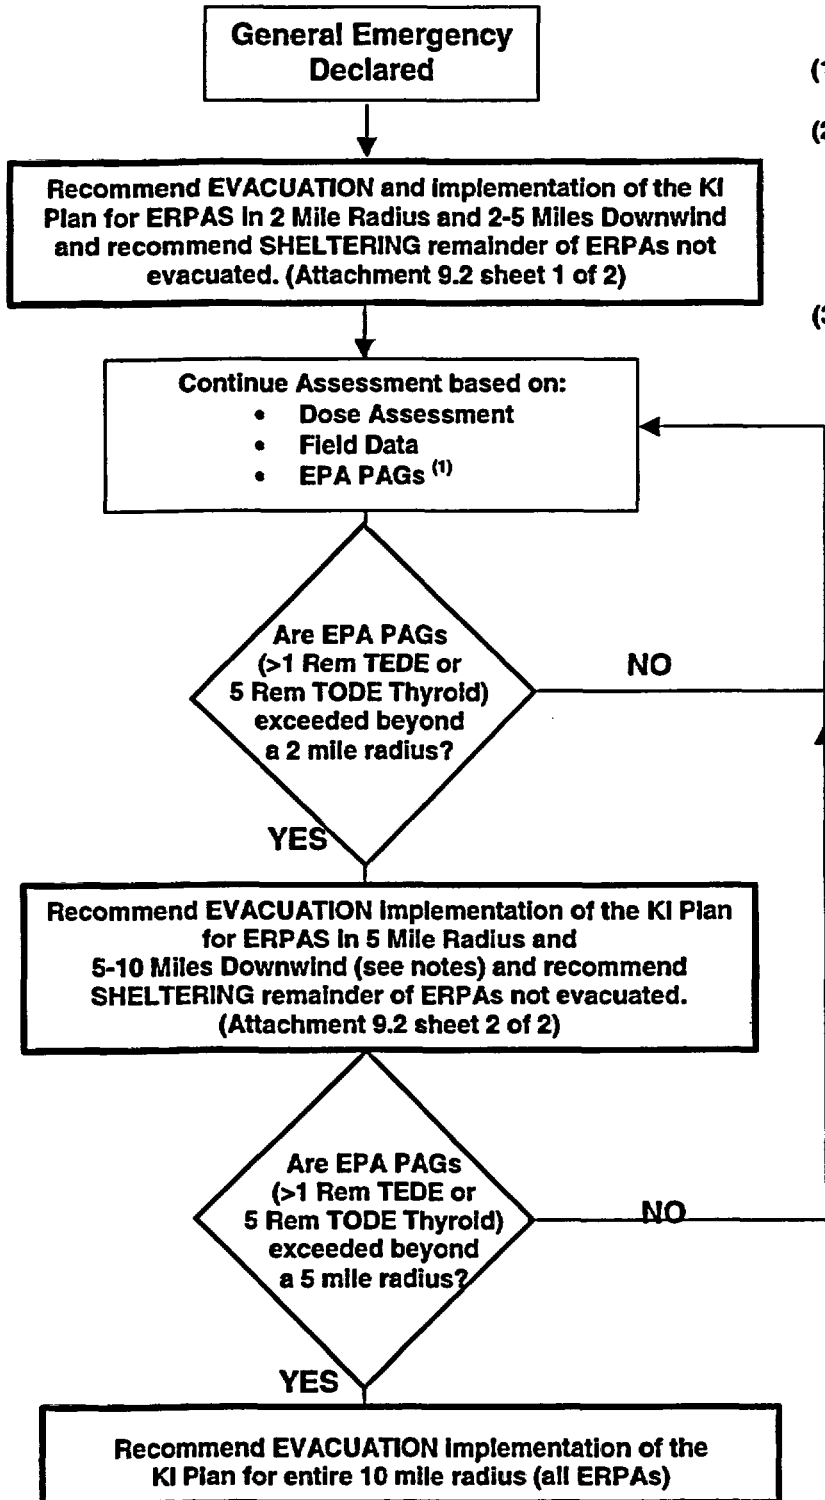 General Emergency
Declared
(1
(2
Recommend EVACUATION and implementation of the KI
Plan for ERPAS in 2 Mile Radius and 2-5 Miles Downwind
and recommend SHELTERING remainder of ERPAs not
evacuated. (Attachment 9.2 sheet 1 of 2)
(3
Continue Assessment based on:
• Dose Assessment
• Field Data
• EPA PAGs (1)
Are EPA PAGs
(>1 Rem TEDE or
5 Rem TODE Thyroid)
exceeded beyond
a 2 mile radius?
NO
YES
Recommend EVACUATION implementation of the KI Plan
for ERPAS in 5 Mile Radius and
5-10 Miles Downwind (see notes) and recommend
SHELTERING remainder of ERPAs not evacuated.
(Attachment 9.2 sheet 2 of 2)
Are EPA PAGs
(>1 Rem TEDE or
5 Rem TODE Thyroid)
exceeded beyond
a 5 mile radius?
NO
YES
Recommend EVACUATION implementation of the
KI Plan for entire 10 mile radius (all ERPAs)